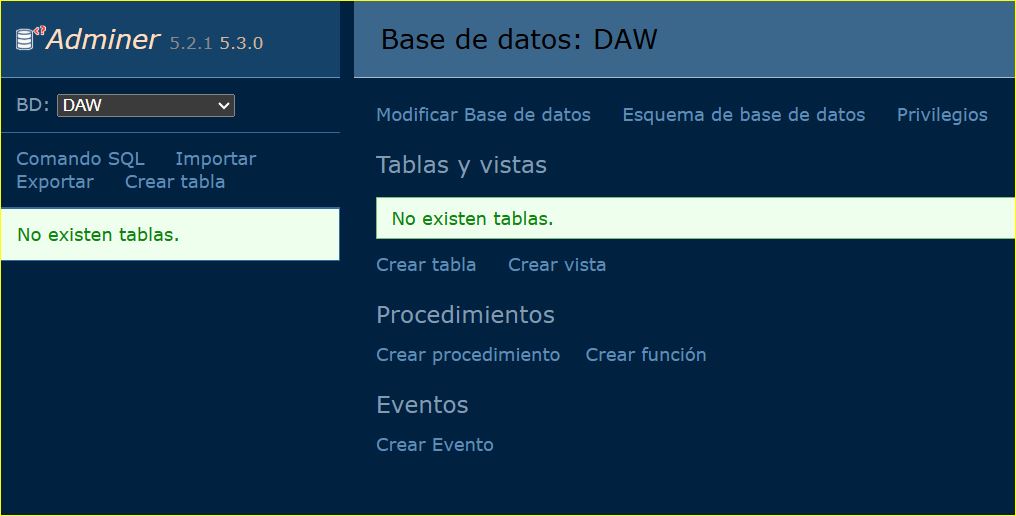 Adminer 5.2.1 5.3.0
BD: DAW
Comando SQL Importar
Exportar Crear tabla
No existen tablas.
Base de datos: DAW
Modificar Base de datos Esquema de base de datos Privilegios
Tablas y vistas
No existen tablas.
Crear tabla Crear vista
Procedimientos
Crear procedimiento Crear función
Eventos
Crear Evento